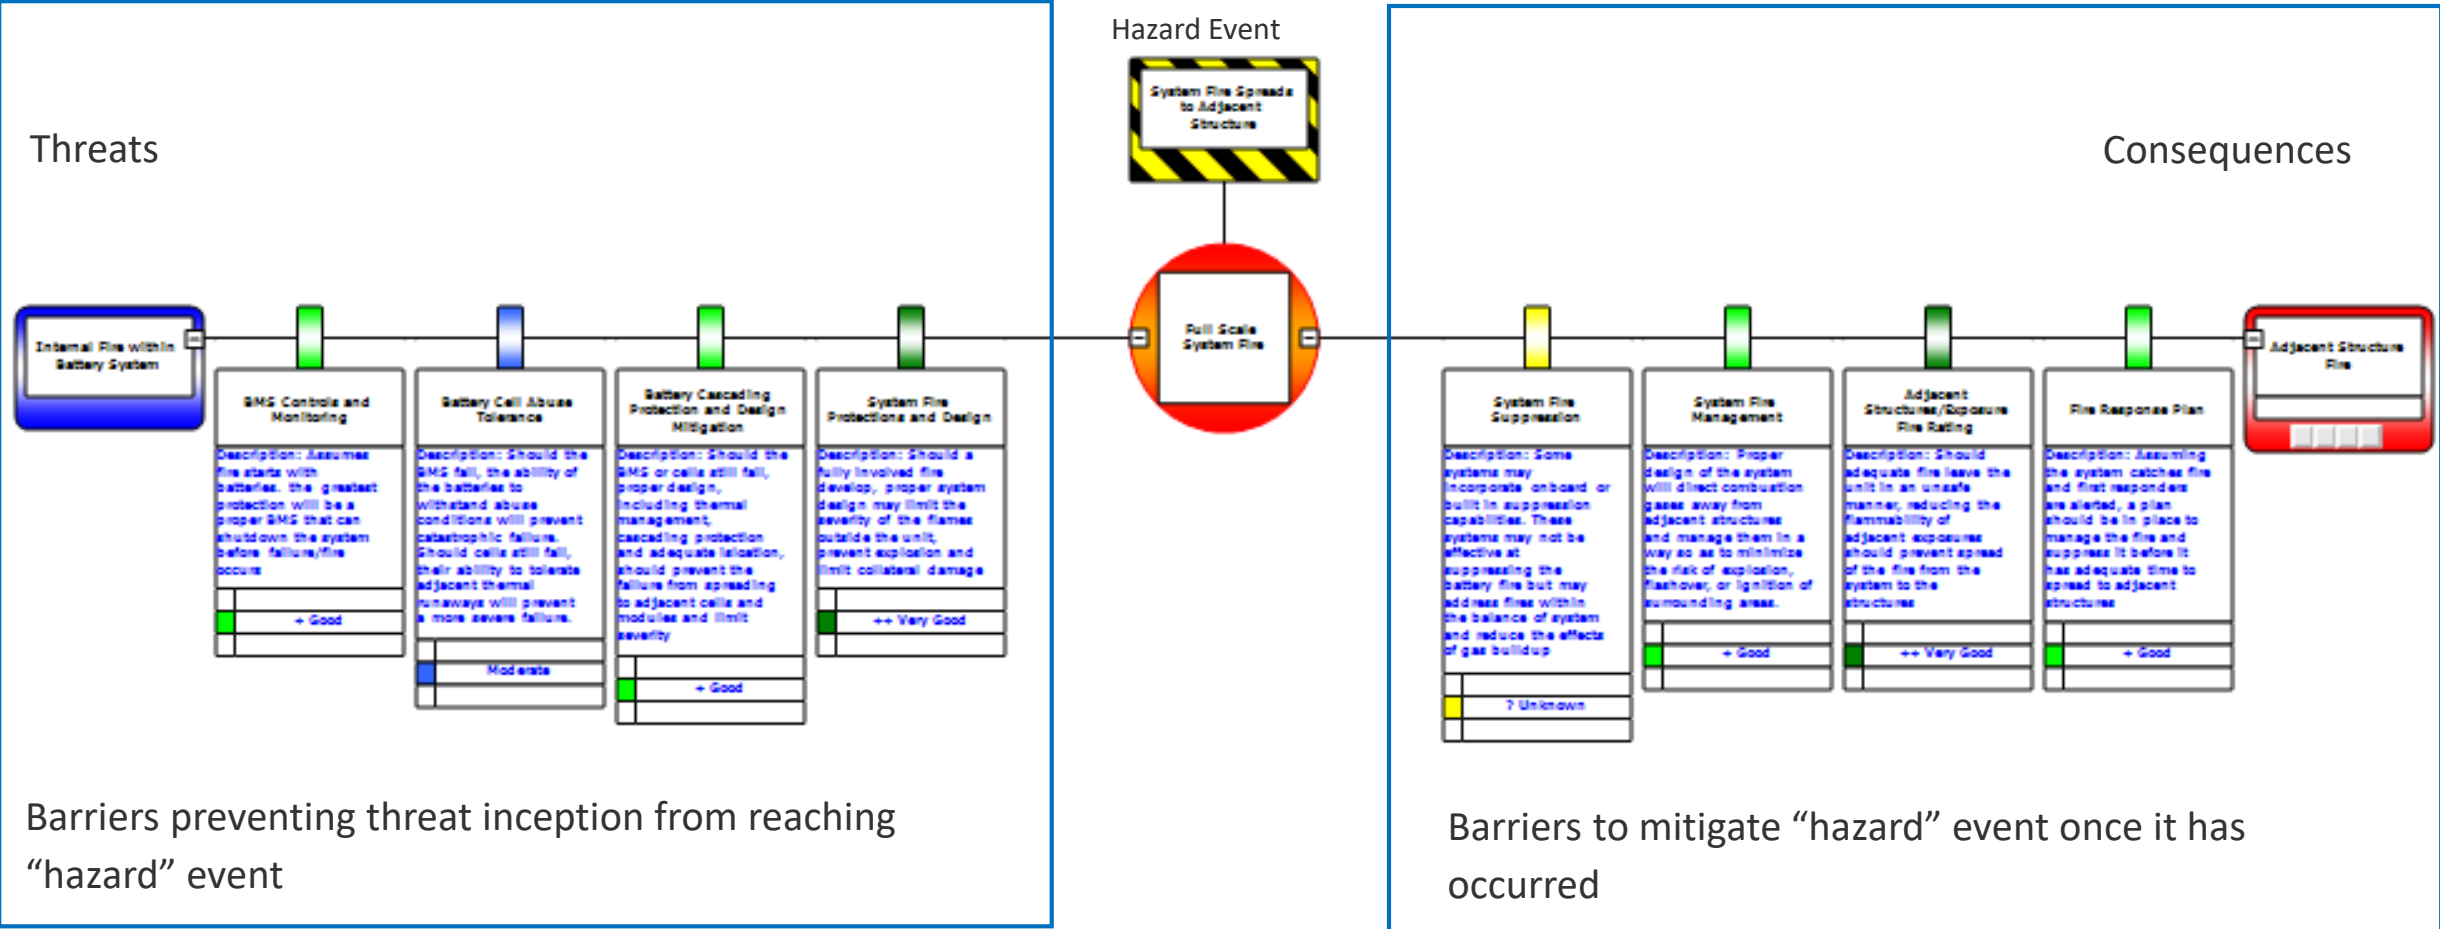 Hazard Event
System Fire Spreads
to Adjacent
Structure
Threats
Consequences
Internal Fire within
Battery System
BMS Controls and
Monitoring
Description: Assumes
fire starts with
batteries. the greatest
protection will be a
proper BMS that can
shutdown the system
before failure/fire
occurs
+ Good
Battery Cell Abuse
Tolerance
Description: Should the
BMS fail, the ability of
the batteries to
withstand abuse
conditions will prevent
catastrophic failure.
Should cells still fail,
their ability to tolerate
adjacent thermal
runaways will prevent
a more severe failure.
Moderate
Battery Cascading
Protection and Design
Mitigation
Description: Should the
BMS or cells still fail,
proper design,
including thermal
management,
cascading protection
and adequate isloation,
should prevent the
failure from spreading
to adjacent cells and
modules and limit
severity
+ Good
System Fire
Protections and Design
Description: Should a
fully involved fire
develop, proper system
design may limit the
severity of the flames
outside the unit,
prevent explosion and
limit collateral damage
++ Very Good
Full Scale
System Fire
System Fire
Suppression
Description: Some
systems may
incorporate onboard or
built in suppression
capabilities. These
systems may not be
effective at
suppressing the
battery fire but may
address fires within
the balance of system
and reduce the effects
of gas buildup
? Unknown
System Fire
Management
Description: Proper
design of the system
will direct combustion
gases away from
adjacent structures
and manage them in a
way so as to minimize
the risk of explosion,
flashover, or ignition of
surrounding areas.
+ Good
Adjacent
Structures/Exposure
Fire Rating
Description: Should
adequate fire leave the
unit in an unsafe
manner, reducing the
flammability of
adjacent exposures
should prevent spread
of the fire from the
system to the
structures
++ Very Good
Fire Response Plan
Description: Assuming
the system catches fire
and first responders
are alerted, a plan
should be in place to
manage the fire and
suppress it before it
has adequate time to
spread to adjacent
structures
+ Good
Adjacent Structure
Fire
Barriers preventing threat inception from reaching
“hazard” event
Barriers to mitigate “hazard” event once it has
occurred